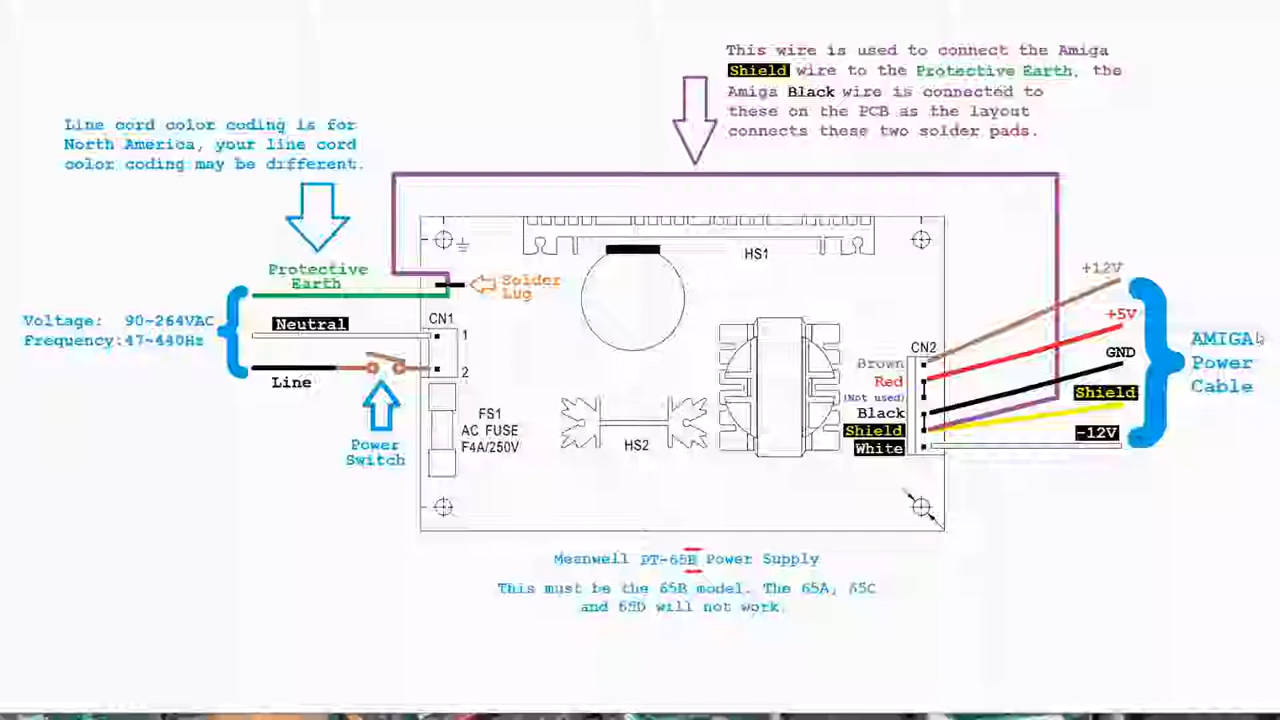 This wire is used to connect the Amiga
Shield wire to the Protective Earth, the
Amiga Black wire is connected to
these on the PCB as the layout
connects these two solder pads.
Line cord color coding is for
North America, your line cord
color coding may be different.
HS1
Protective
Earth
Solder
Lug
+12V
Voltage: 90-264VAC
Frequency:47-440Hz
Neutral
CN1
1
+5V
AMIGA
Power
Cable
CN2
GND
Brown
Red
(Not used)
Black
Shield
White
Shield
-12V
2
Line
FS1
AC FUSE
F4A/250V
HS2
Power
Switch
Meanwell PT-65B Power Supply
This must be the 65B model. The 65A, 65C
and 65D will not work.